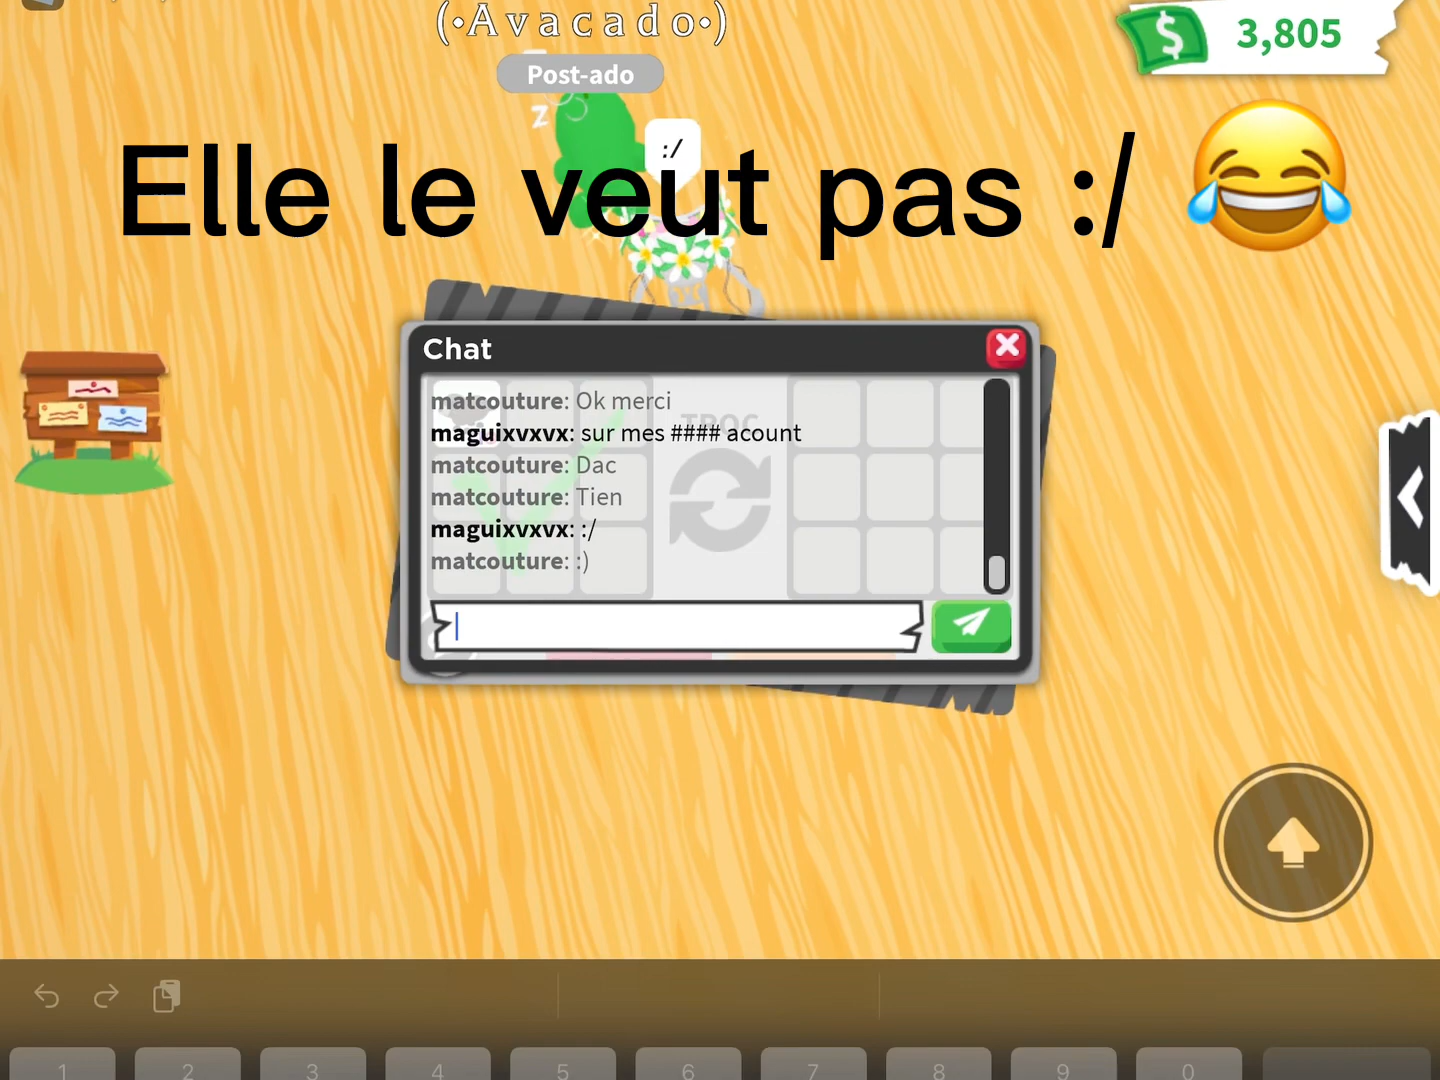 (•Avacado•)
3,805
Post-ado
z
:/
Elle le veut pas :/ 😂
Chat
TROC
matcouture: Ok merci
maguixvxvx: sur mes #### acount
matcouture: Dac
matcouture: Tien
maguixvxvx: :/
matcouture: :)
1 2 3 4 5 6 7 8 9 0